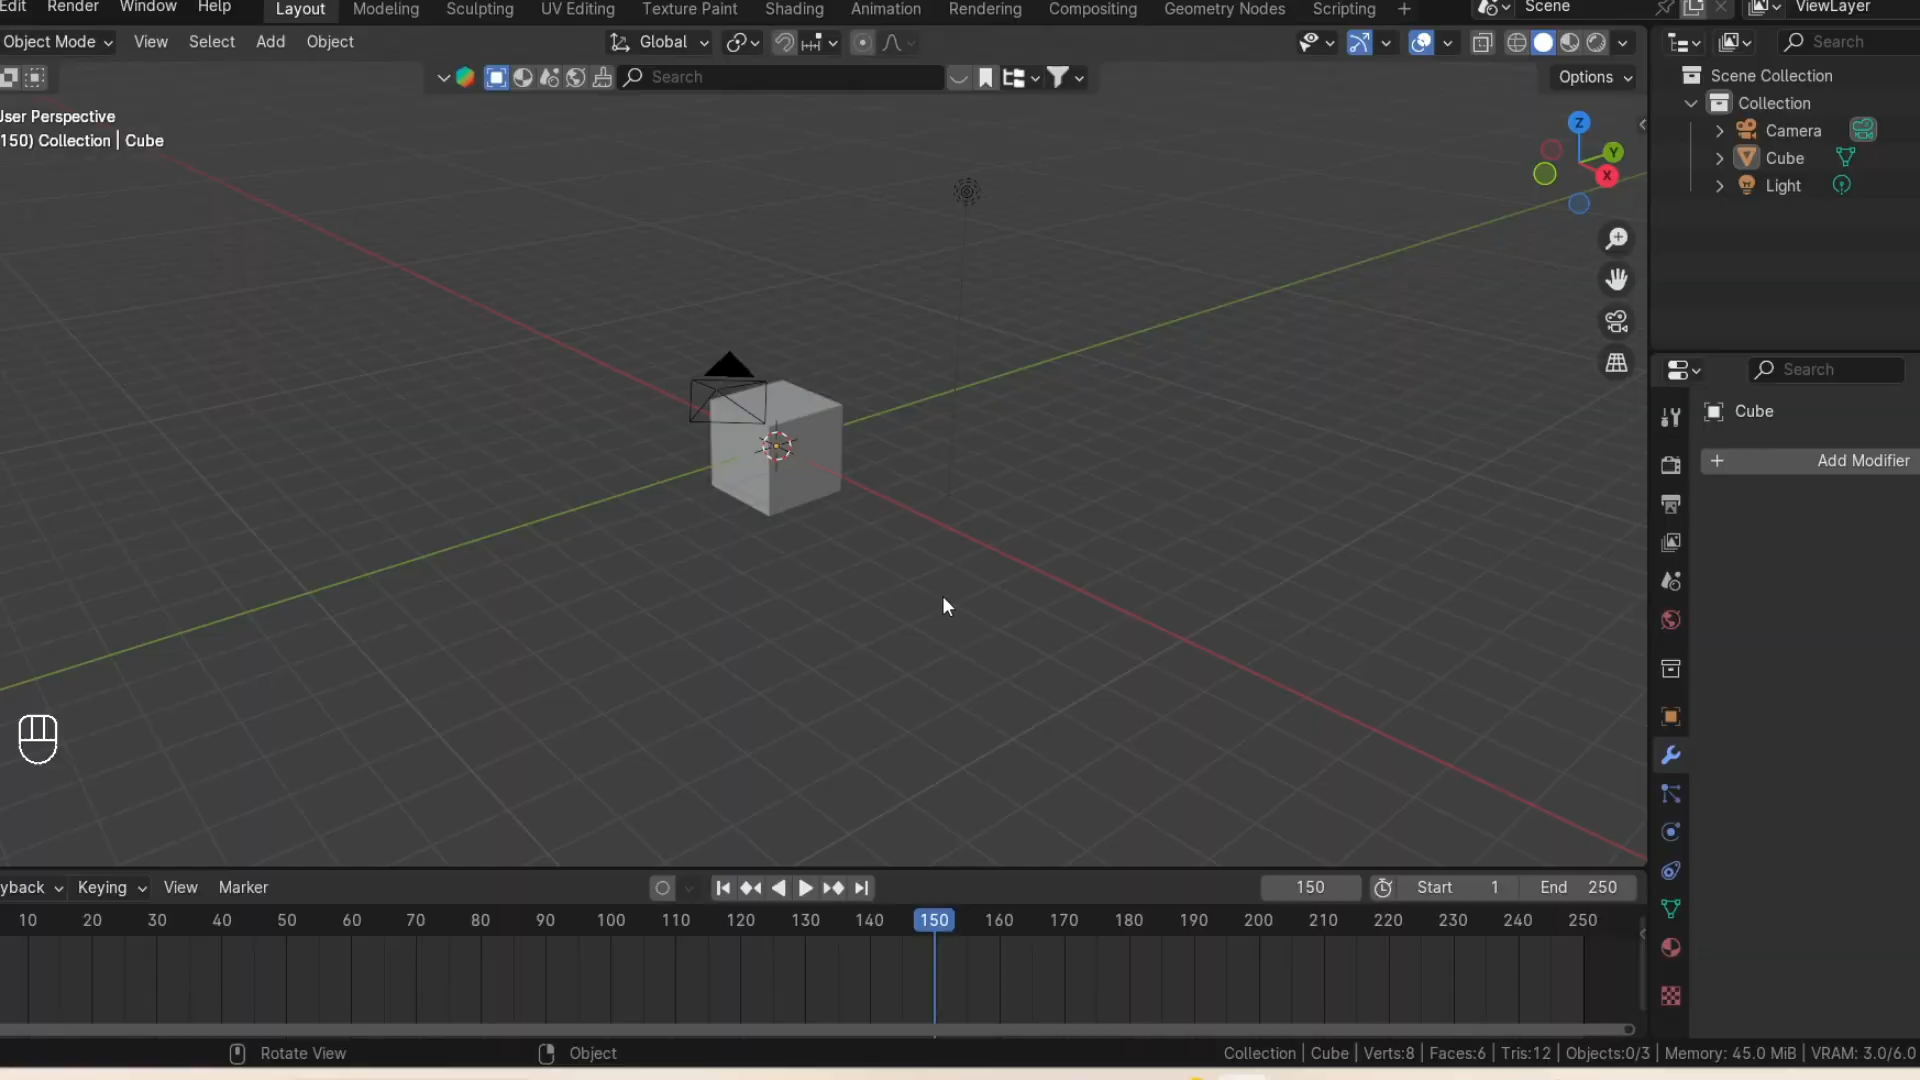 Edit Render Window Help Layout Modeling Sculpting UV Editing Texture Paint Shading Animation Rendering Compositing Geometry Nodes Scripting + Scene ViewLayer
Object Mode View Select Add Object Global Search
Search Options
User Perspective
150) Collection | Cube
Z
Y
X
Scene Collection
Collection
Camera
Cube
Light
Search
Cube
+ Add Modifier
yback Keying View Marker 150 Start 1 End 250
10 20 30 40 50 60 70 80 90 100 110 120 130 140 150 160 170 180 190 200 210 220 230 240 250
Rotate View Object Collection | Cube | Verts:8 | Faces:6 | Tris:12 | Objects:0/3 | Memory: 45.0 MiB | VRAM: 3.0/6.0